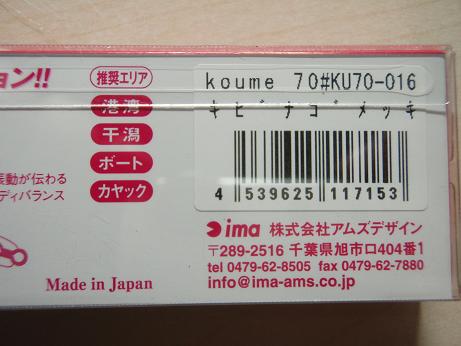 ョン!!
推奨エリア
港湾
干潟
ボート
カヤック
振動が伝わる
ディバランス
koume 70#KU70-016
キビナゴメッキ
4 539625 117153
ima 株式会社アムズデザイン
〒289-2516 千葉県旭市ロ404番1
tel 0479-62-8505 fax 0479-62-7880
info@ima-ams.co.jp
Made in Japan